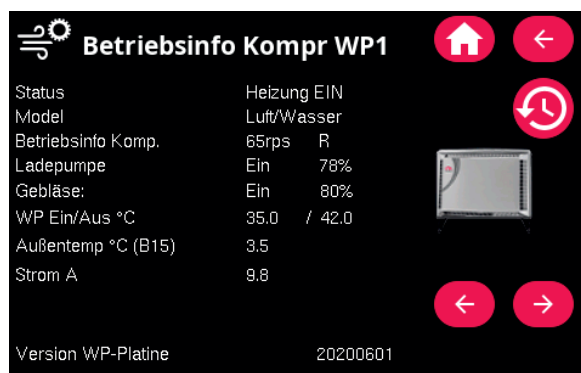 Betriebsinfo Kompr WP1
Status Heizung EIN
Model Luft/Wasser
Betriebsinfo Komp. 65rps R
Ladepumpe Ein 78%
Gebläse: Ein 80%
WP Ein/Aus °C 35.0 / 42.0
Außentemp °C (B15) 3.5
Strom A 9.8
Version WP-Platine 20200601